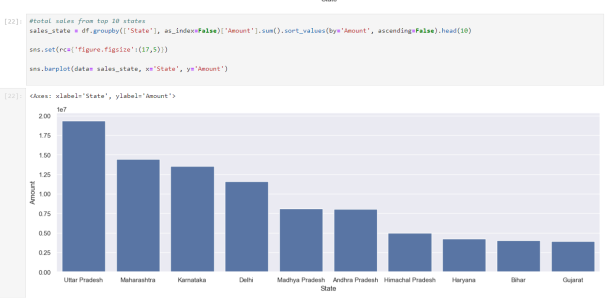 State
[22]: #total sales from top 10 states
sales_state = df.groupby(['State'], as_index=False)['Amount'].sum().sort_values(by='Amount', ascending=False).head(10)
sns.set(rc={'figure.figsize':(17,5)})
sns.barplot(data= sales_state, x='State', y='Amount')
[22]: <Axes: xlabel='State', ylabel='Amount'>
1e7
2.00
1.75
1.50
1.25
1.00
0.75
0.50
0.25
0.00
Amount
Uttar Pradesh Maharashtra Karnataka Delhi Madhya Pradesh Andhra Pradesh Himachal Pradesh Haryana Bihar Gujarat
State